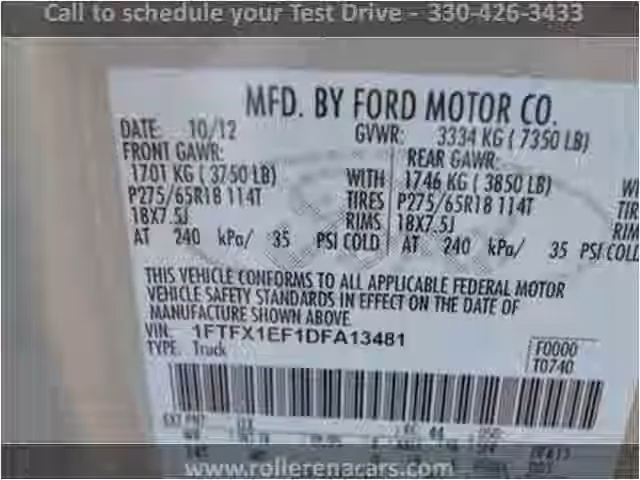 Call to schedule your Test Drive - 330-426-3433
MFD. BY FORD MOTOR CO.
DATE: 10/12 GVWR: 3334 KG ( 7350 LB)
FRONT GAWR: REAR GAWR:
1701 KG ( 3750 LB) WITH 1746 KG ( 3850 LB)
P275/65R18 114T TIRES P275/65R18 114T TIR
18X7.5J RIMS 18X7.5J RIM
AT 240 kPa/ 35 PSI COLD AT 240 kPa/ 35 PSI COLD
THIS VEHICLE CONFORMS TO ALL APPLICABLE FEDERAL MOTOR
VEHICLE SAFETY STANDARDS IN EFFECT ON THE DATE OF
MANUFACTURE SHOWN ABOVE.
VIN: 1FTFX1EF1DFA13481
TYPE: Truck
F0000
T0740
www.rollerenacars.com